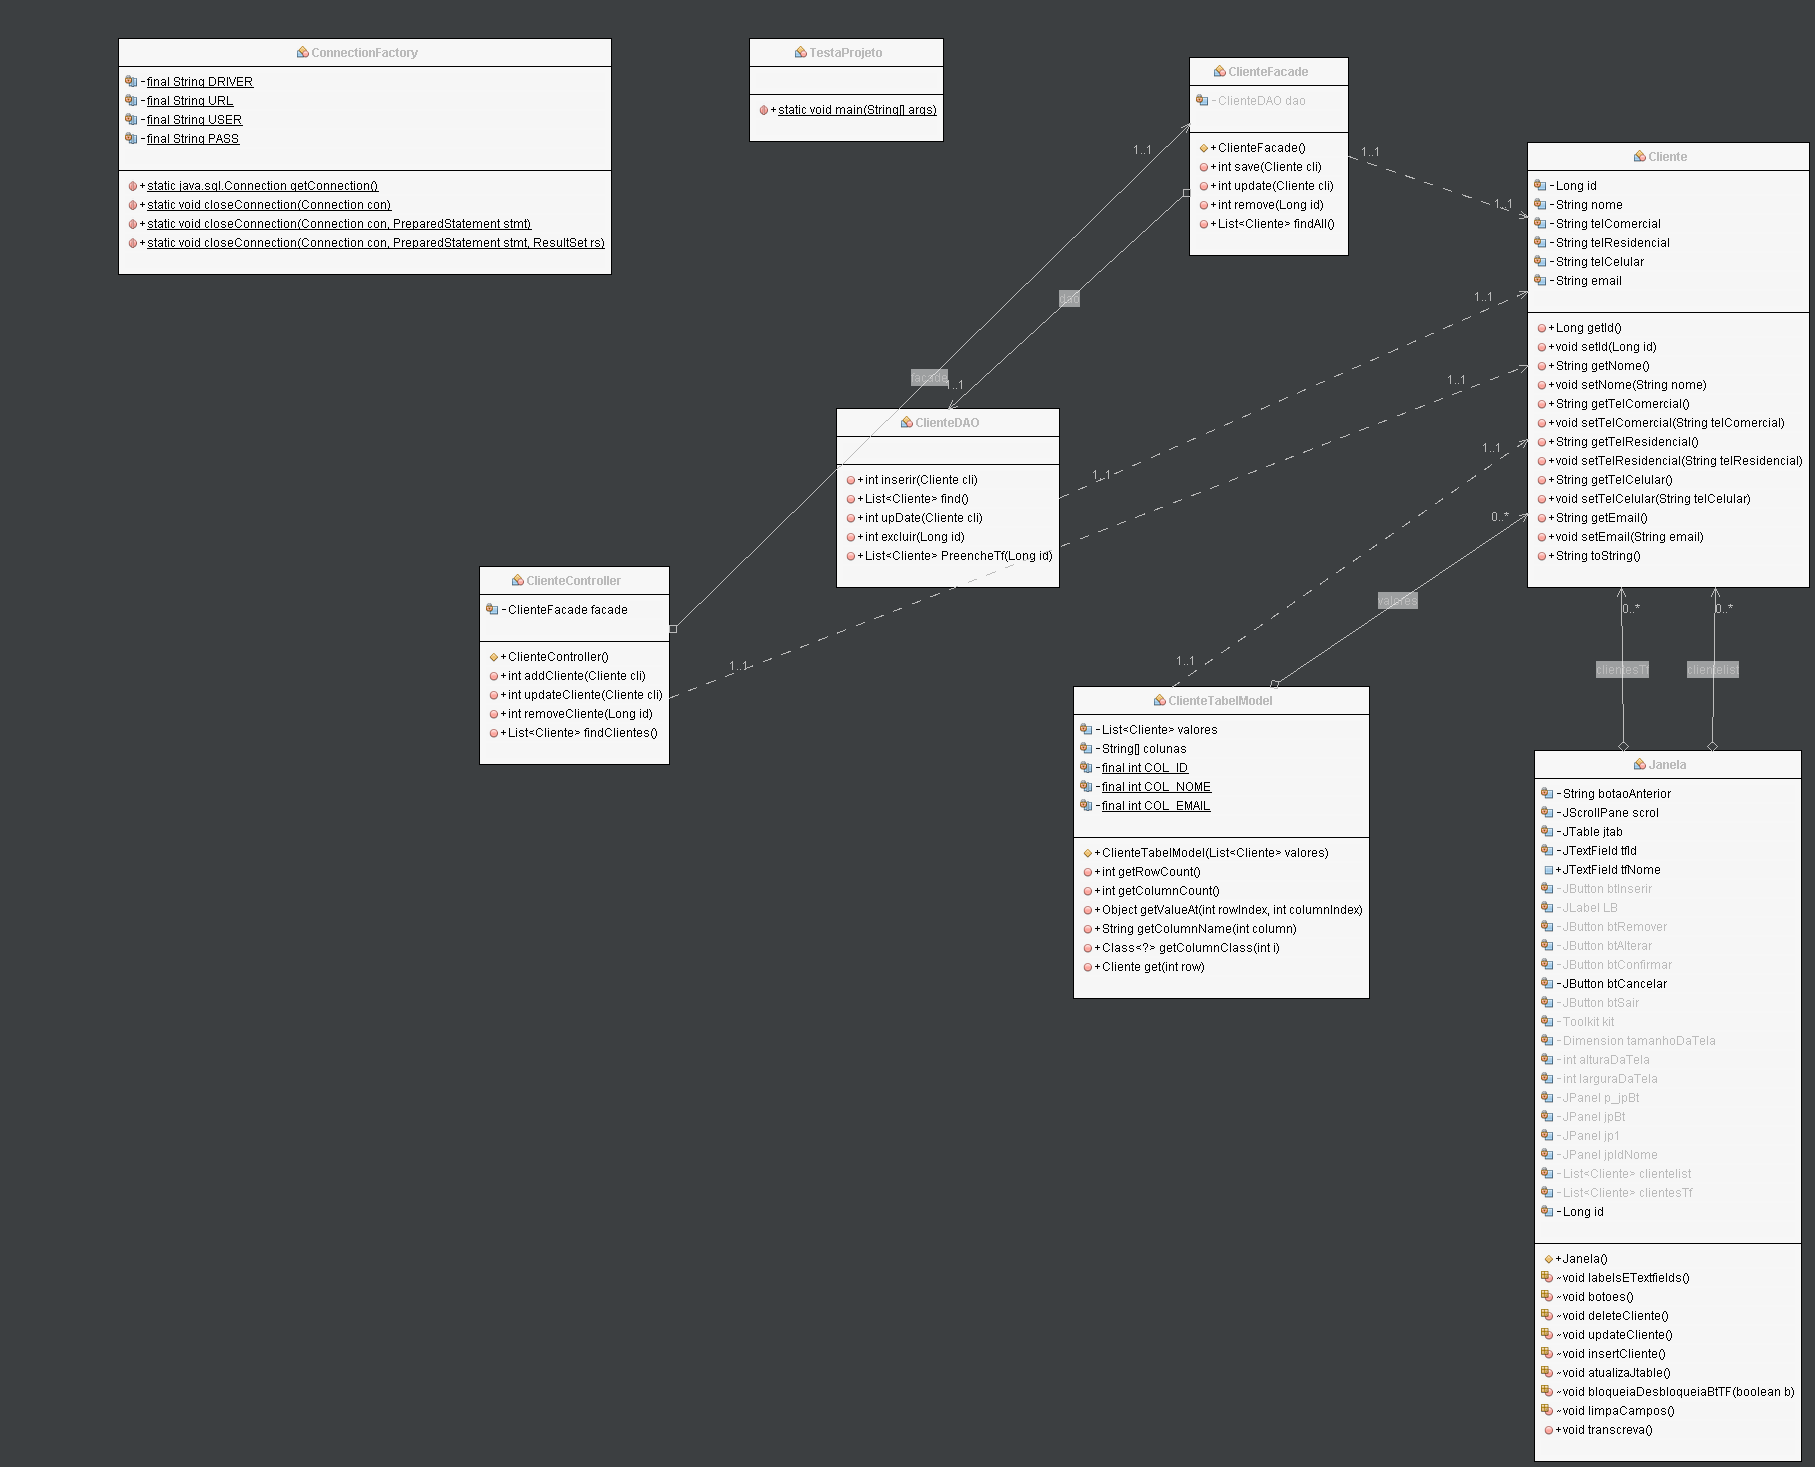 ConnectionFactory
-final String DRIVER
-final String URL
-final String USER
-final String PASS
+static java.sql.Connection getConnection()
+static void closeConnection(Connection con)
+static void closeConnection(Connection con, PreparedStatement stmt)
+static void closeConnection(Connection con, PreparedStatement stmt, ResultSet rs)
TestaProjeto
+static void main(String[] args)
ClienteFacade
-ClienteDAO dao
+ClienteFacade()
+int save(Cliente cli)
+int update(Cliente cli)
+int remove(Long id)
+List<Cliente> findAll()
1..1
1..1
1..1
Cliente
-Long id
-String nome
-String telComercial
-String telResidencial
-String telCelular
-String email
+Long getId()
+void setId(Long id)
+String getNome()
+void setNome(String nome)
+String getTelComercial()
+void setTelComercial(String telComercial)
+String getTelResidencial()
+void setTelResidencial(String telResidencial)
+String getTelCelular()
+void setTelCelular(String telCelular)
+String getEmail()
+void setEmail(String email)
+String toString()
dao
1..1
facade
1..1
1..1
1..1
1..1
0..*
ClienteDAO
+int inserir(Cliente cli)
+List<Cliente> find()
+int upDate(Cliente cli)
+int excluir(Long id)
+List<Cliente> PreencheTf(Long id)
ClienteController
-ClienteFacade facade
+ClienteController()
+int addCliente(Cliente cli)
+int updateCliente(Cliente cli)
+int removeCliente(Long id)
+List<Cliente> findClientes()
1..1
1..1
valores
0..*
0..*
clientesTf
clientelist
ClienteTabelModel
-List<Cliente> valores
-String[] colunas
-final int COL_ID
-final int COL_NOME
-final int COL_EMAIL
+ClienteTabelModel(List<Cliente> valores)
+int getRowCount()
+int getColumnCount()
+Object getValueAt(int rowIndex, int columnIndex)
+String getColumnName(int column)
+Class<?> getColumnClass(int i)
+Cliente get(int row)
Janela
-String botaoAnterior
-JScrollPane scrol
-JTable jtab
-JTextField tfId
+JTextField tfNome
-JButton btInserir
-JLabel LB
-JButton btRemover
-JButton btAlterar
-JButton btConfirmar
-JButton btCancelar
-JButton btSair
-Toolkit kit
-Dimension tamanhoDaTela
-int alturaDaTela
-int larguraDaTela
-JPanel p_jpBt
-JPanel jpBt
-JPanel jp1
-JPanel jpIdNome
-List<Cliente> clientelist
-List<Cliente> clientesTf
-Long id
+Janela()
~void labelsETextfields()
~void botoes()
~void deleteCliente()
~void updateCliente()
~void insertCliente()
~void atualizaJtable()
~void bloqueiaDesbloqueiaBtTF(boolean b)
~void limpaCampos()
+void transcreva()